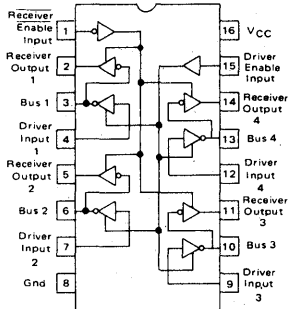 Receiver
Enable
Input
1
Receiver
Output
1
2
Bus 1
3
Driver
Input
1
4
Receiver
Output
2
5
Bus 2
6
Driver
Input
2
7
Gnd
8
16
VCC
15
Driver
Enable
Input
14
Receiver
Output
4
13
Bus 4
12
Driver
Input
4
11
Receiver
Output
3
10
Bus 3
9
Driver
Input
3